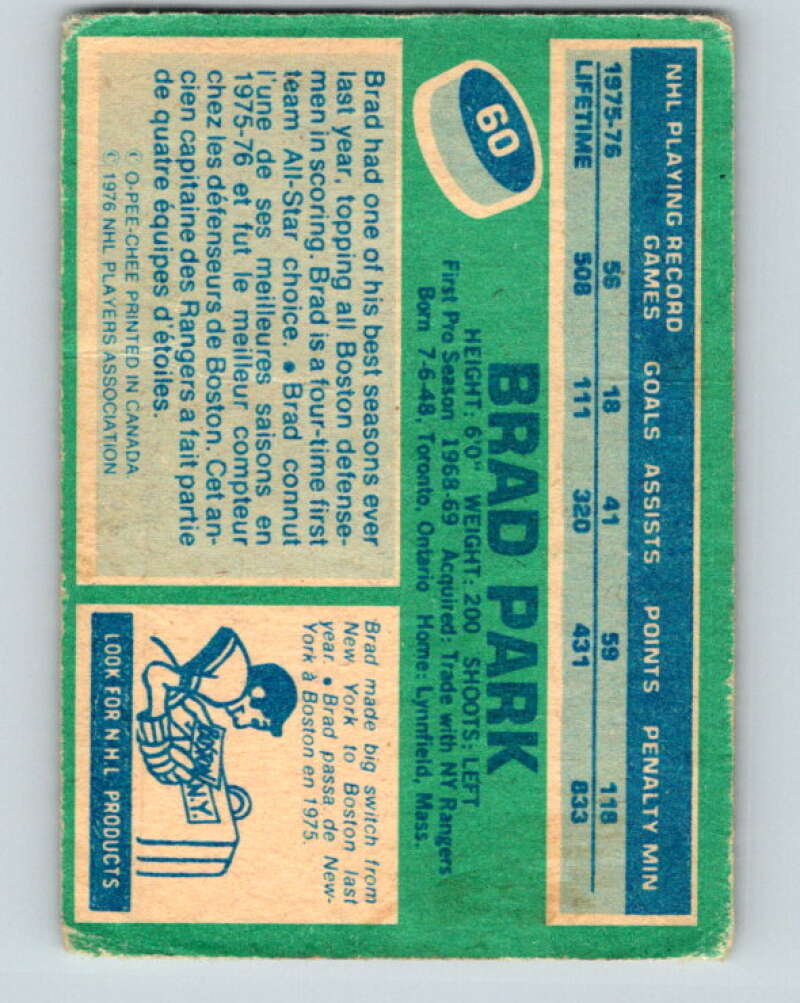 NHL PLAYING RECORD
GAMES GOALS ASSISTS POINTS PENALTY MIN
1975-76 56 18 41 59 118
LIFETIME 508 111 320 431 833
60
BRAD PARK
HEIGHT: 6'0" WEIGHT: 200 SHOOTS: LEFT
First Pro Season 1968-69 Acquired: Trade with NY Rangers
Born 7-6-48, Toronto, Ontario Home: Lynnfield, Mass.
Brad had one of his best seasons ever
last year, topping all Boston defense-
men in scoring. Brad is a four-time first
team All-Star choice. • Brad connut
l'une de ses meilleures saisons en
1975-76 et fut le meilleur compteur
chez les défenseurs de Boston. Cet an-
cien capitaine des Rangers a fait partie
de quatre équipes d'étoiles.
© O-PEE-CHEE PRINTED IN CANADA
© 1976 NHL PLAYERS ASSOCIATION
Brad made big switch from
New York to Boston last
year. • Brad passa de New-
York à Boston en 1975.
BOSTON
N.Y.
LOOK FOR N.H.L PRODUCTS